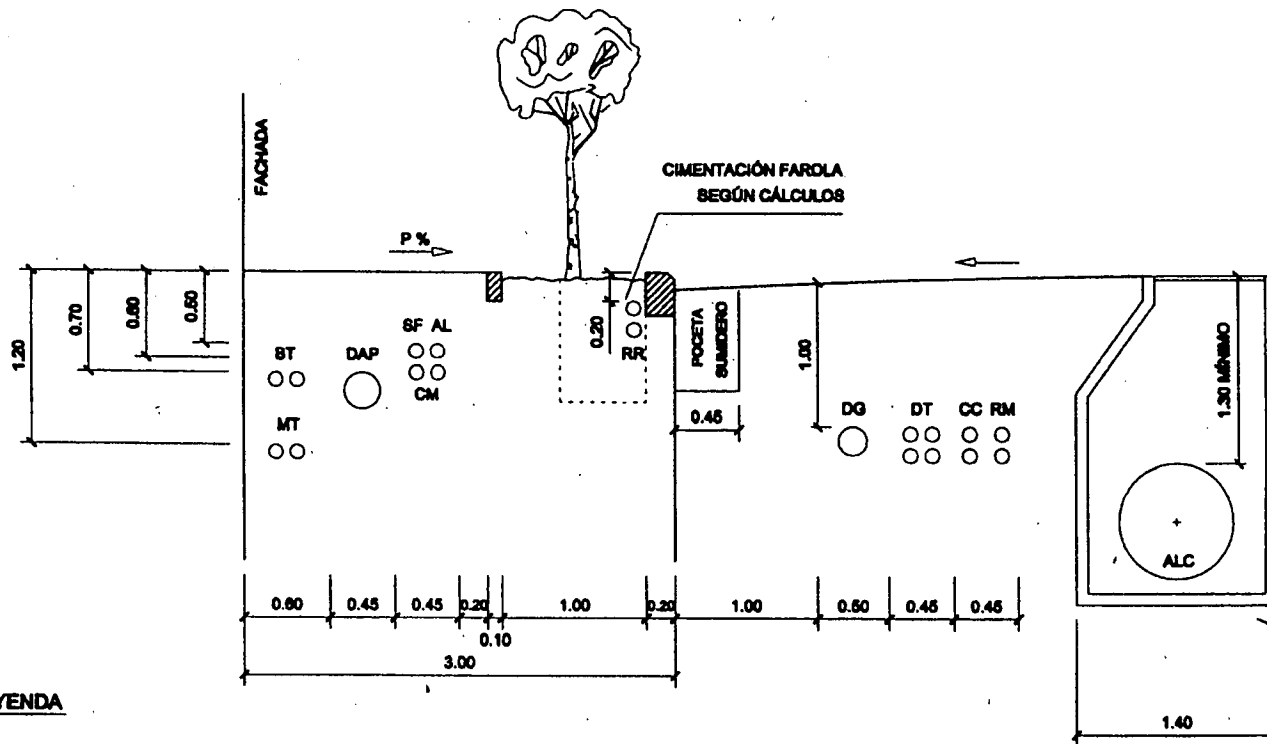 FACHADA
CIMENTACIÓN FAROLA
SEGÚN CÁLCULOS
P %
1.20
0.70
0.60
0.50
BT
DAP
SF AL
CM
MT
0.20
RR
POCETA
SUMIDERO
0.45
1.00
DG
DT
CC RM
1.30 MÍNIMO
ALC
0.60
0.45
0.45
0.20
0.10
1.00
0.20
1.00
0.50
0.45
0.45
3.00
1.40
YENDA